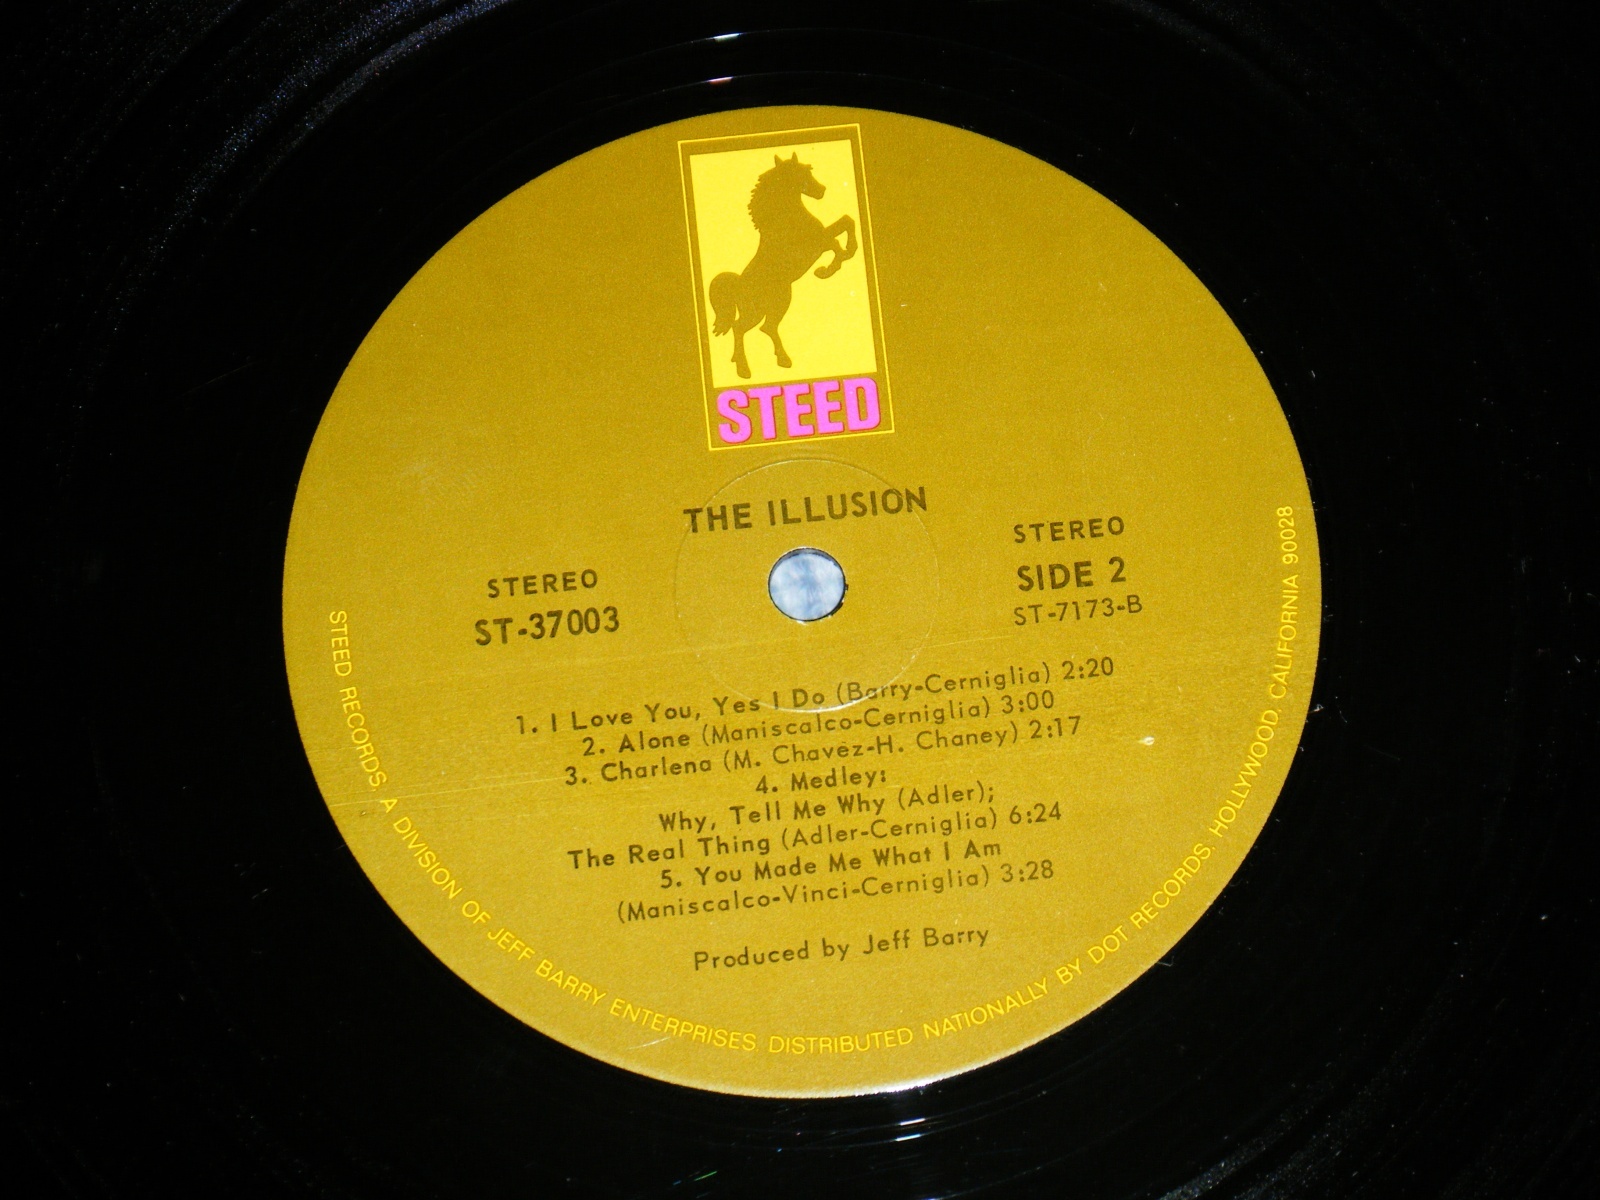 STEED
THE ILLUSION
STEREO
ST-37003
STEREO
SIDE 2
ST-7173-B
1. I Love You, Yes I Do (Barry-Cerniglia) 2:20
2. Alone (Maniscalco-Cerniglia) 3:00
3. Charlena (M. Chavez-H. Chaney) 2:17
4. Medley:
Why, Tell Me Why (Adler);
The Real Thing (Adler-Cerniglia) 6:24
5. You Made Me What I Am
(Maniscalco-Vinci-Cerniglia) 3:28
Produced by Jeff Barry
STEED RECORDS. A DIVISION OF JEFF BARRY ENTERPRISES. DISTRIBUTED NATIONALLY BY DOT RECORDS. HOLLYWOOD. CALIFORNIA 90028